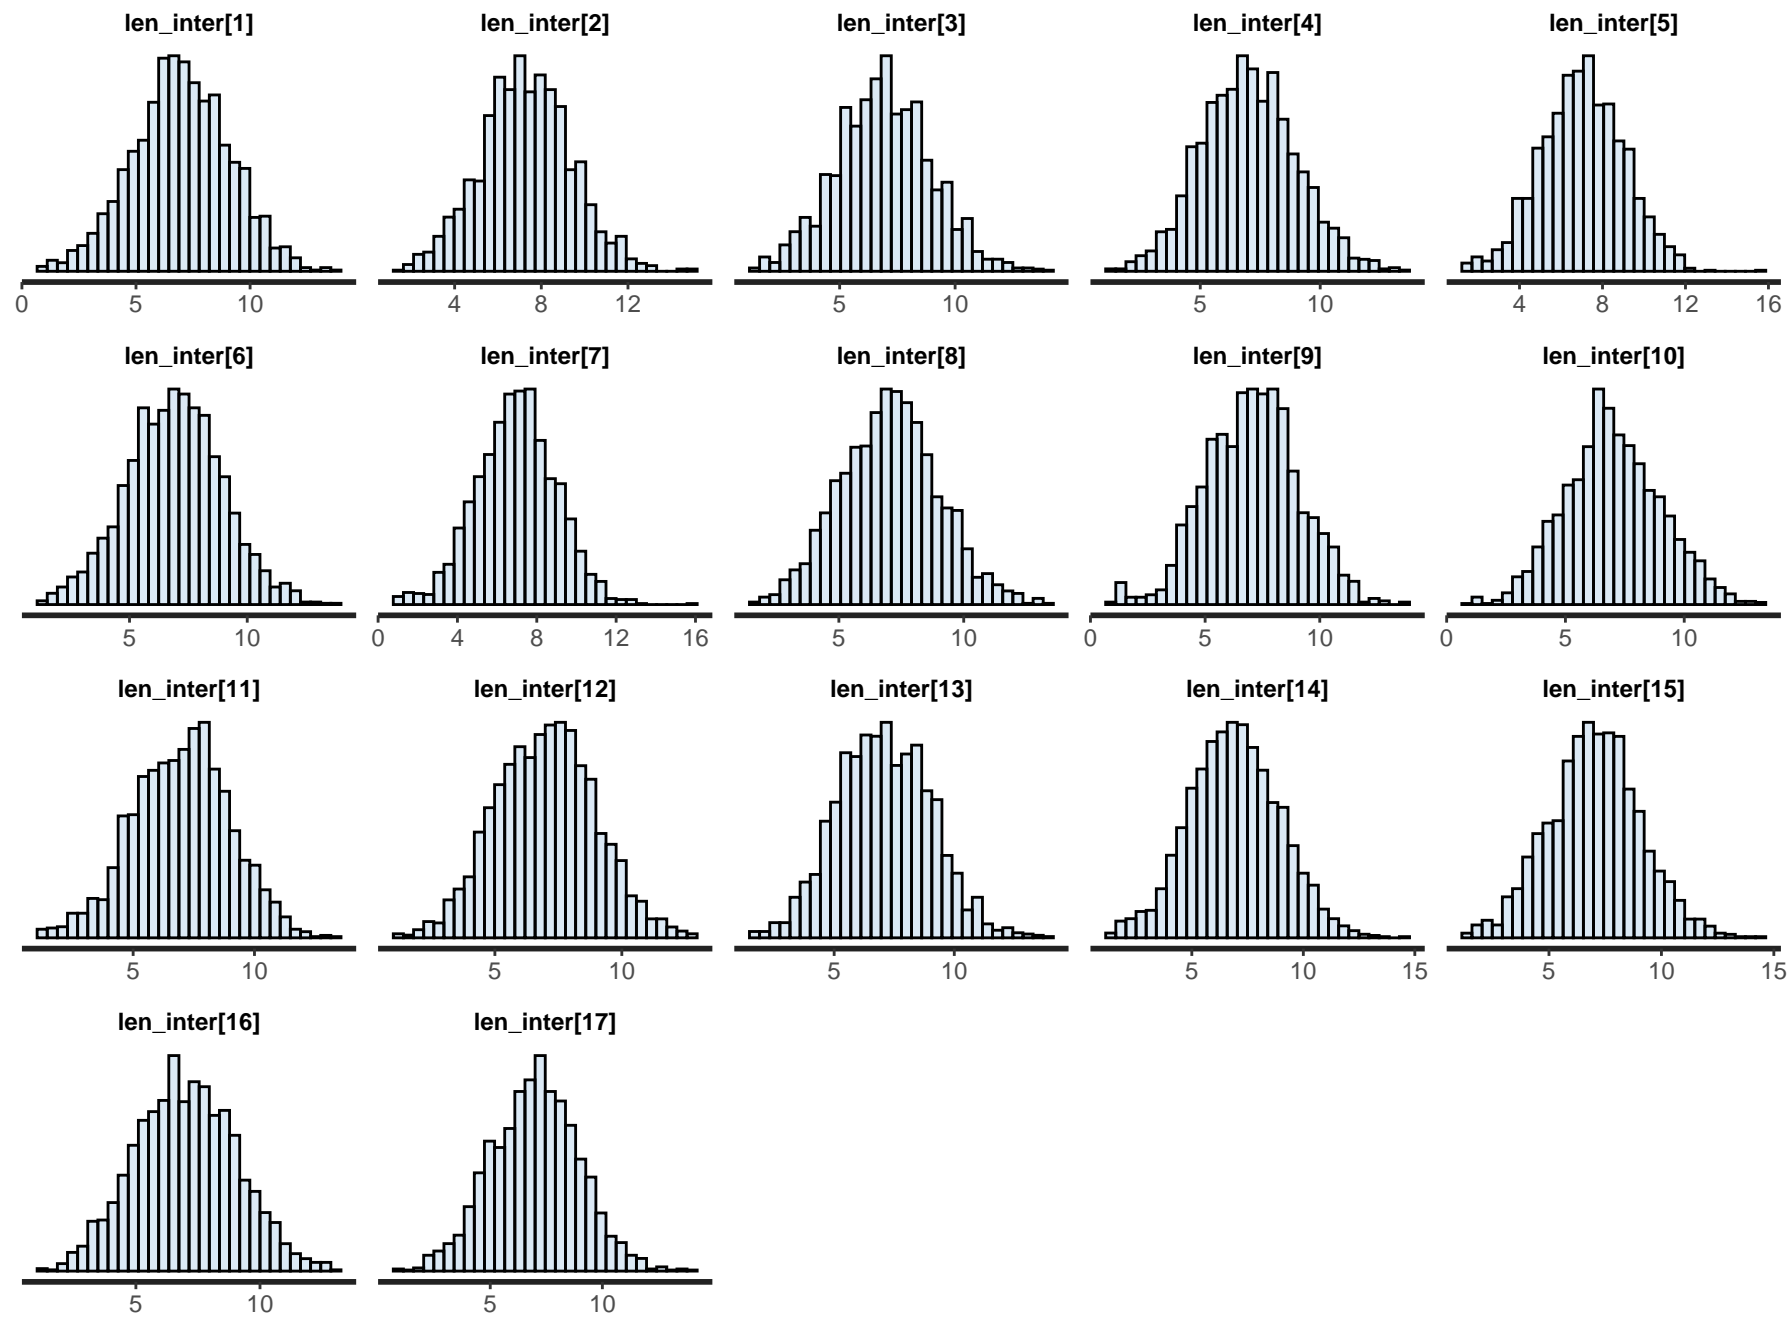 len_inter[1] len_inter[2] len_inter[3] len_inter[4] len_inter[5]
0 5 10 4 8 12 5 10 5 10 4 8 12 16
len_inter[6] len_inter[7] len_inter[8] len_inter[9] len_inter[10]
5 10 0 4 8 12 16 5 10 0 5 10 0 5 10
len_inter[11] len_inter[12] len_inter[13] len_inter[14] len_inter[15]
5 10 5 10 5 10 5 10 15 5 10 15
len_inter[16] len_inter[17]
5 10 5 10